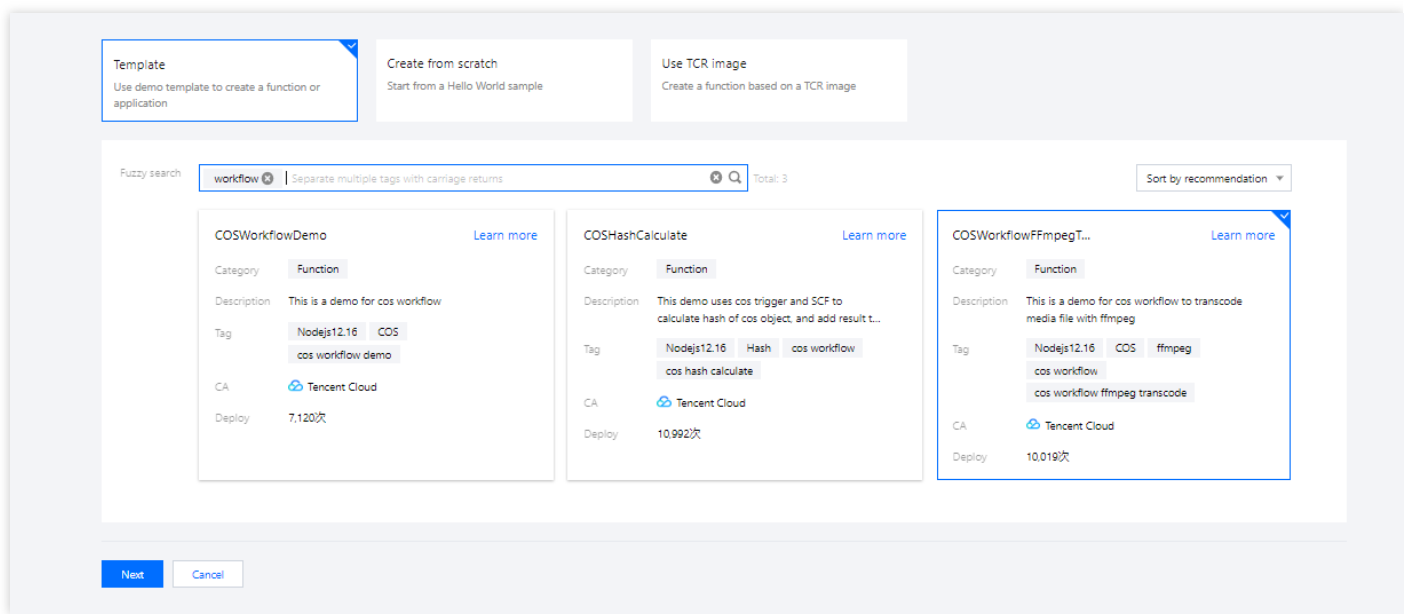 Template
Use demo template to create a function or
application
Create from scratch
Start from a Hello World sample
Use TCR image
Create a function based on a TCR image
Fuzzy search
workflow
Separate multiple tags with carriage returns
Total: 3
Sort by recommendation
COSWorkflowDemo
Learn more
Category
Function
Description
This is a demo for cos workflow
Tag
Nodejs12.16
COS
cos workflow demo
CA
Tencent Cloud
Deploy
7,120次
COSHashCalculate
Learn more
Category
Function
Description
This demo uses cos trigger and SCF to
calculate hash of cos object, and add result t...
Tag
Nodejs12.16
Hash
cos workflow
cos hash calculate
CA
Tencent Cloud
Deploy
10,992次
COSWorkflowFFmpegT...
Learn more
Category
Function
Description
This is a demo for cos workflow to transcode
media file with ffmpeg
Tag
Nodejs12.16
COS
ffmpeg
cos workflow
cos workflow ffmpeg transcode
CA
Tencent Cloud
Deploy
10,019次
Next
Cancel